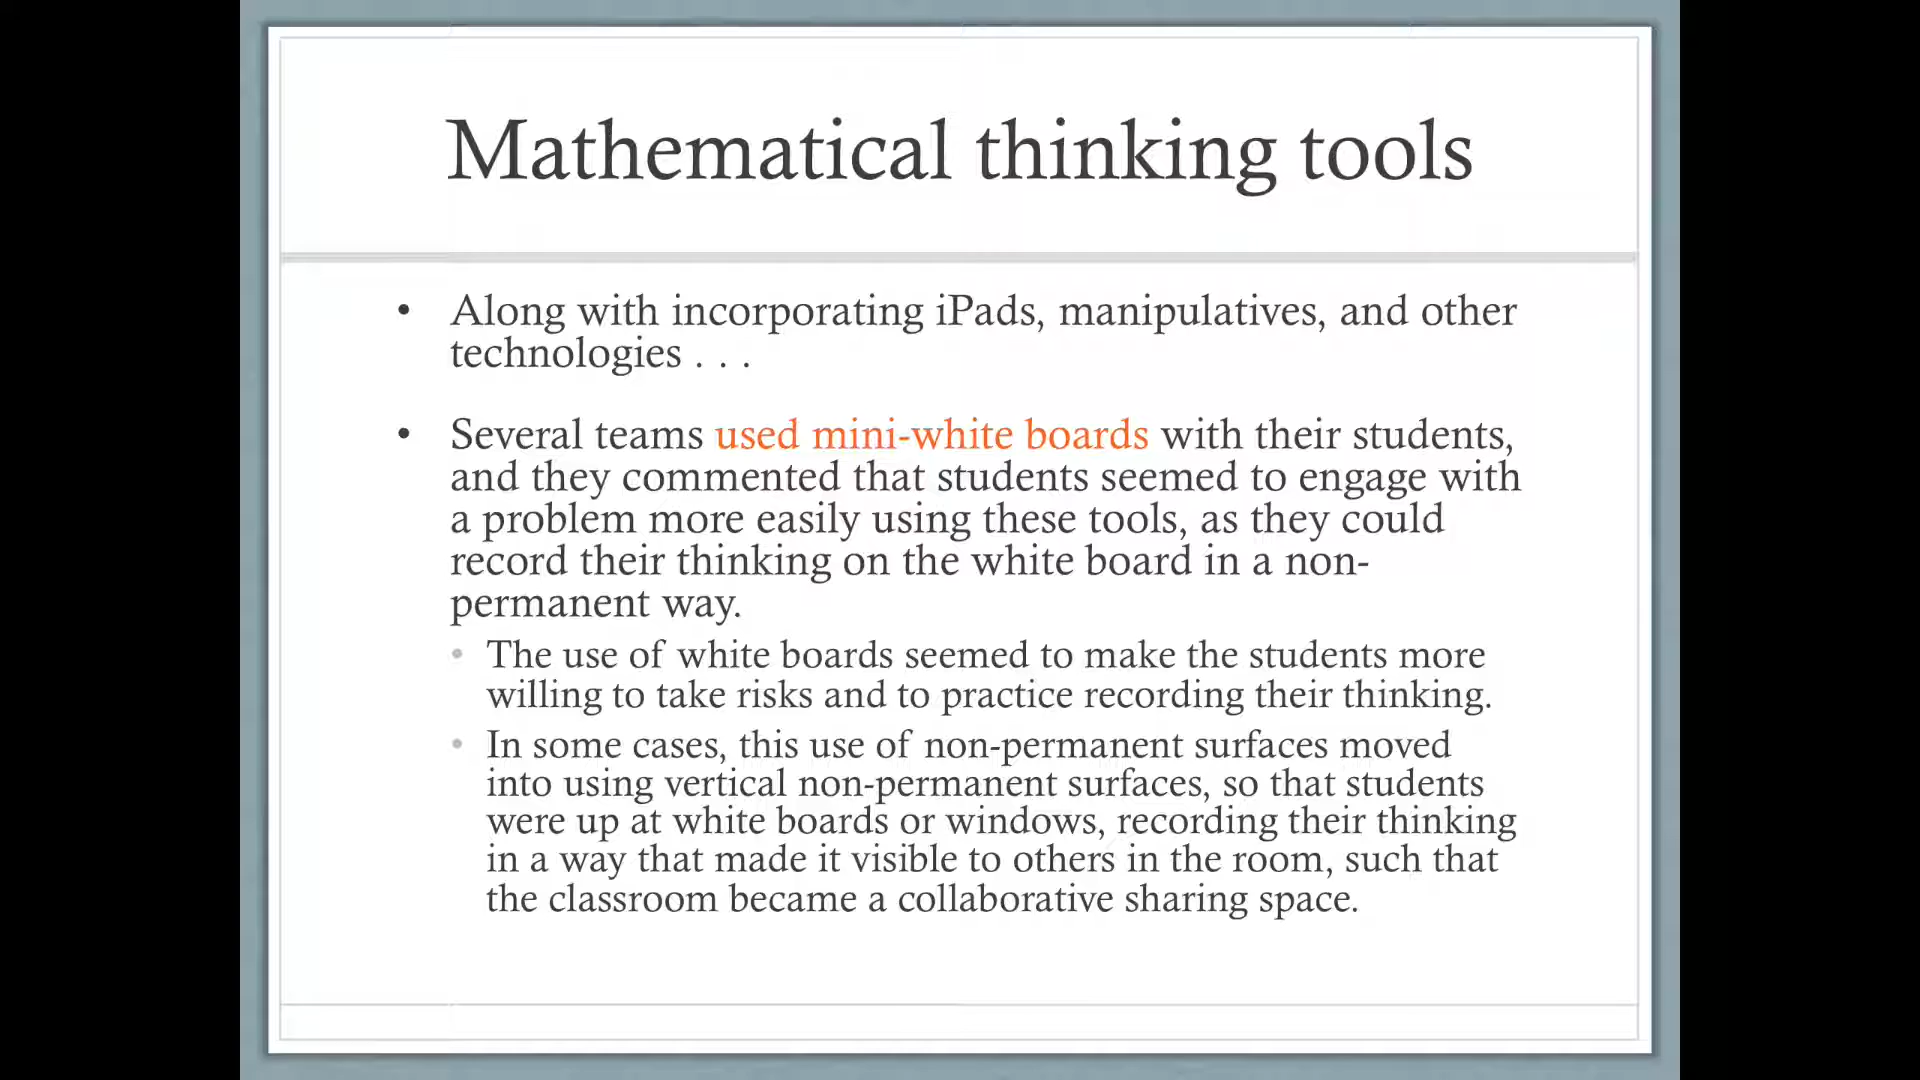 Mathematical thinking tools
• Along with incorporating iPads, manipulatives, and other
technologies . . .
• Several teams used mini-white boards with their students,
and they commented that students seemed to engage with
a problem more easily using these tools, as they could
record their thinking on the white board in a non-
permanent way.
• The use of white boards seemed to make the students more
willing to take risks and to practice recording their thinking.
• In some cases, this use of non-permanent surfaces moved
into using vertical non-permanent surfaces, so that students
were up at white boards or windows, recording their thinking
in a way that made it visible to others in the room, such that
the classroom became a collaborative sharing space.